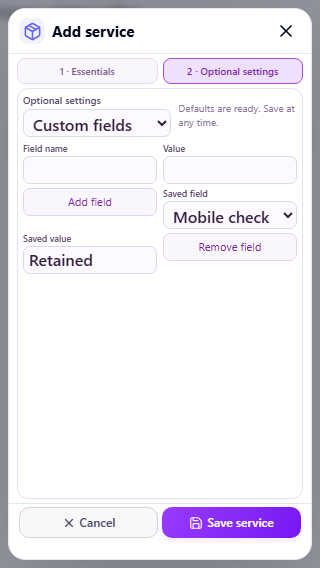 Add service
1 · Essentials
2 · Optional settings
Optional settings
Custom fields
Defaults are ready. Save at
any time.
Field name
Value
Add field
Saved field
Mobile check
Saved value
Retained
Remove field
Cancel
Save service